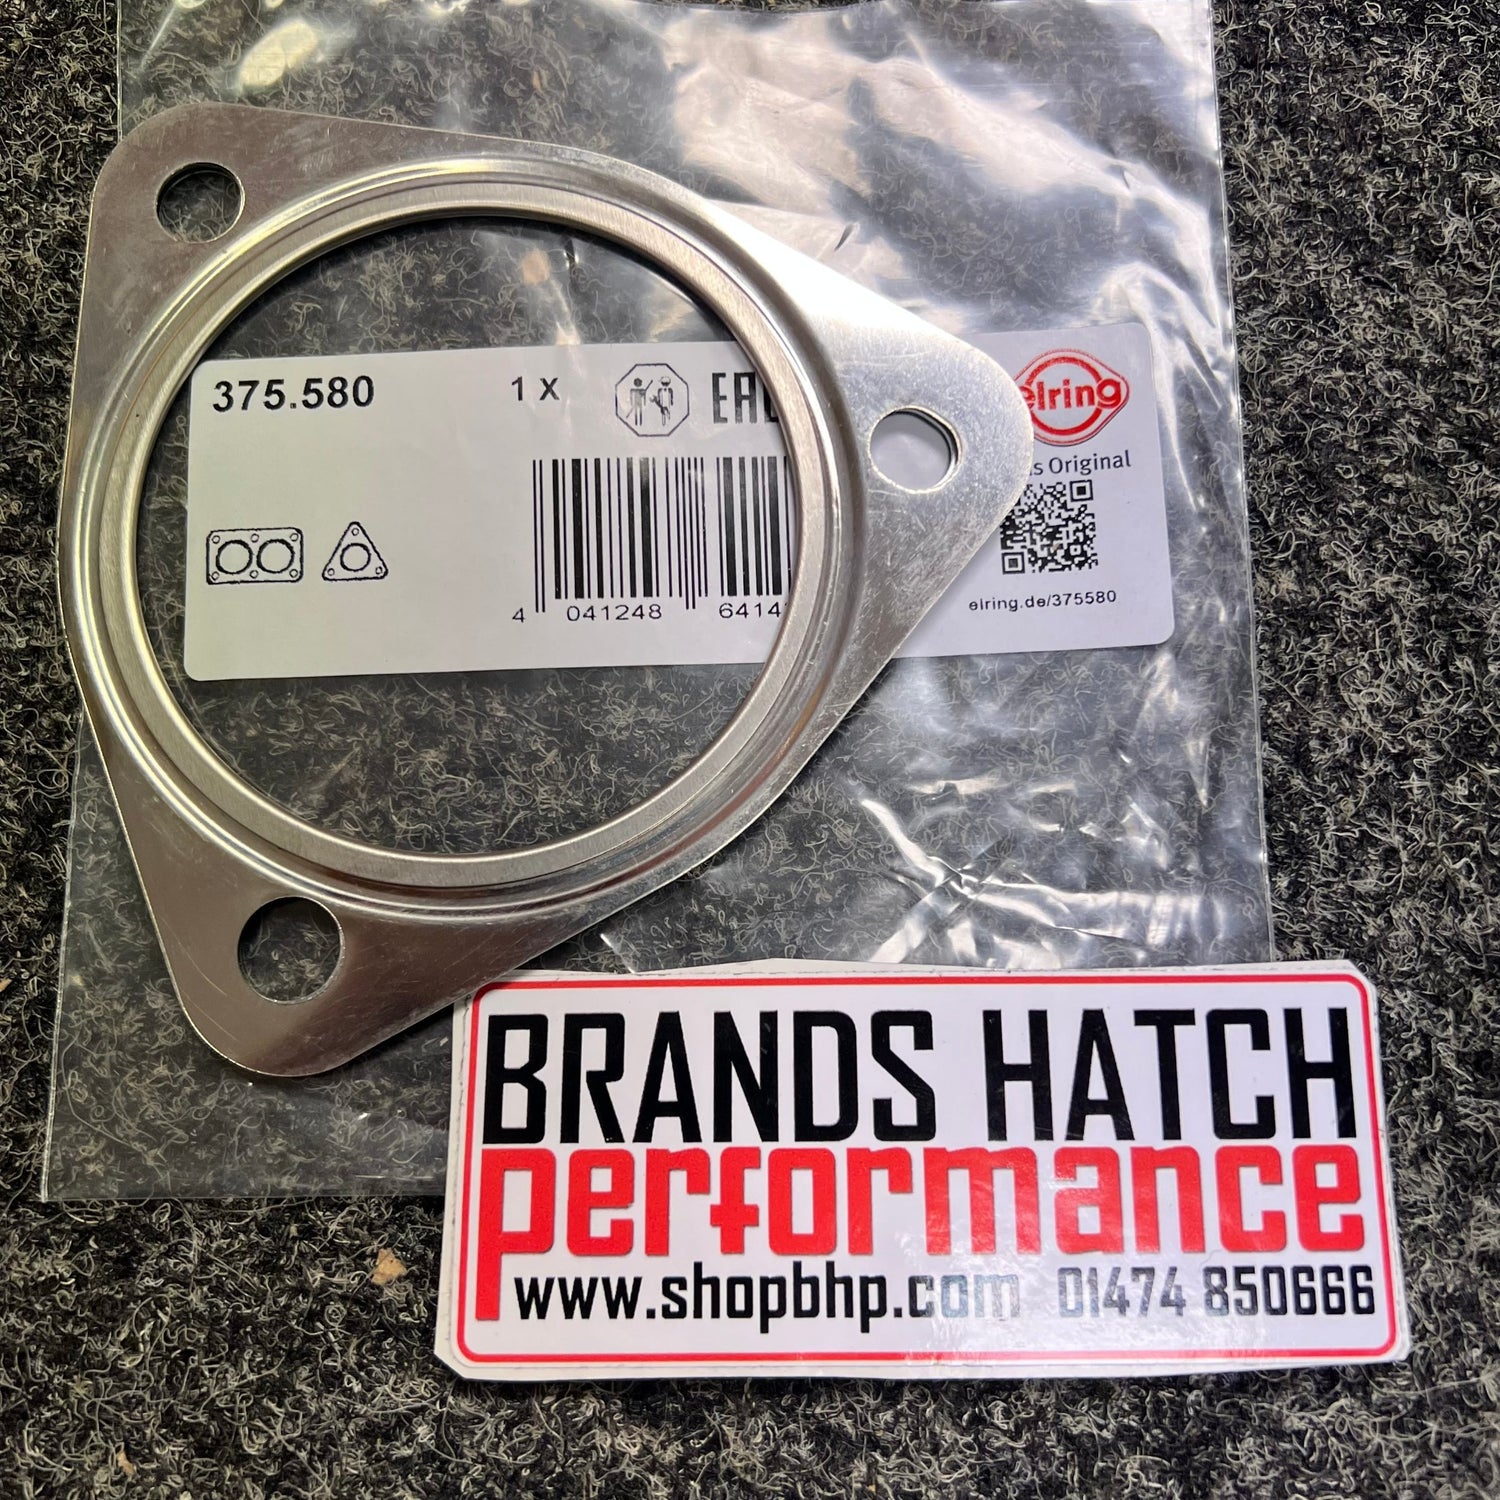 375.580
1 X
EAC
elring
Original
4 041248 6414
elring.de/375580
BRANDS HATCH
performance
www.shopbhp.com 01474 850666